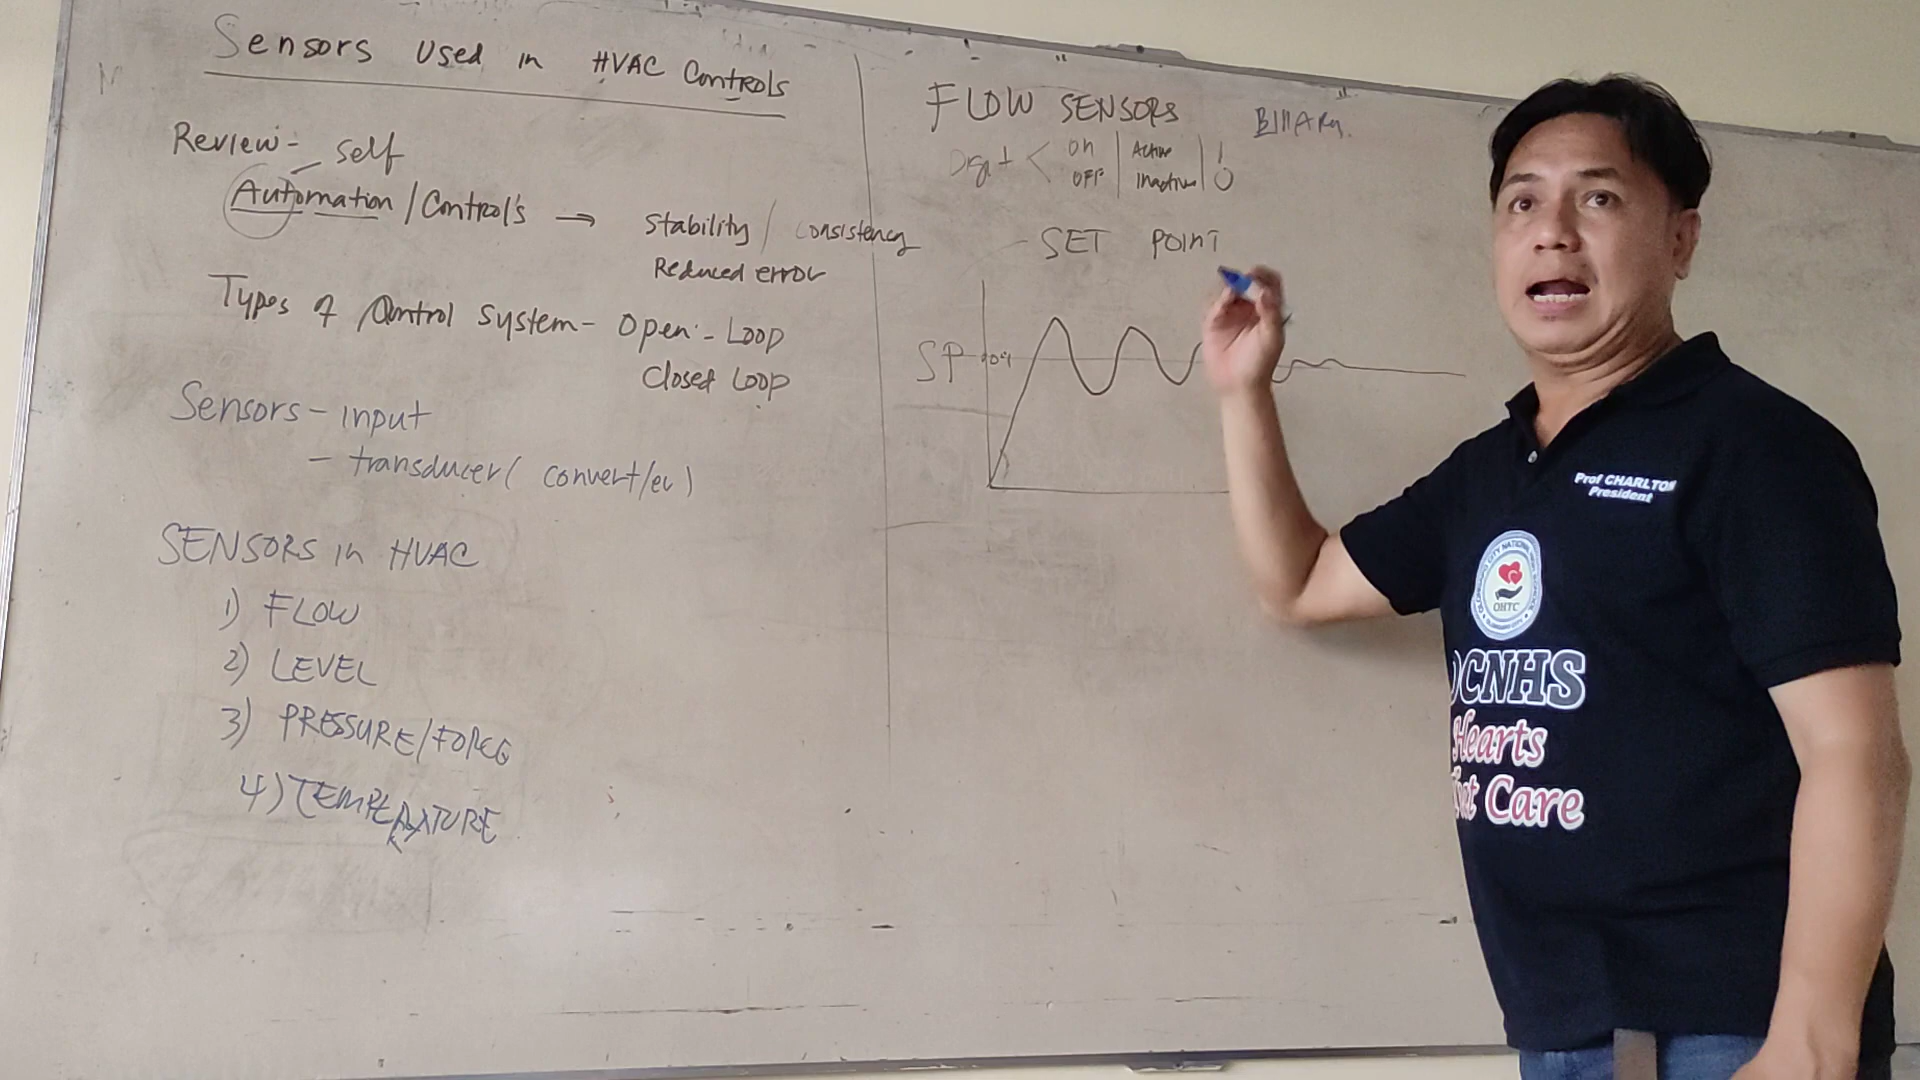 Sensors Used in HVAC Controls
Review - self
Automation / Control's → Stability / Consistency
Reduced error
Types of Control System - Open - Loop
Closed Loop
Sensors - input
- transducer (convert/ec)
SENSORS in HVAC
1) FLOW
2) LEVEL
3) PRESSURE/FORCE
4) TEMPERATURE
FLOW SENSORS
on | Active | 1
OFF | Inactive | 0
- SET POINT
SP
Prof CHARLTON
President
OHTC
OCNHS
Hearts
Care